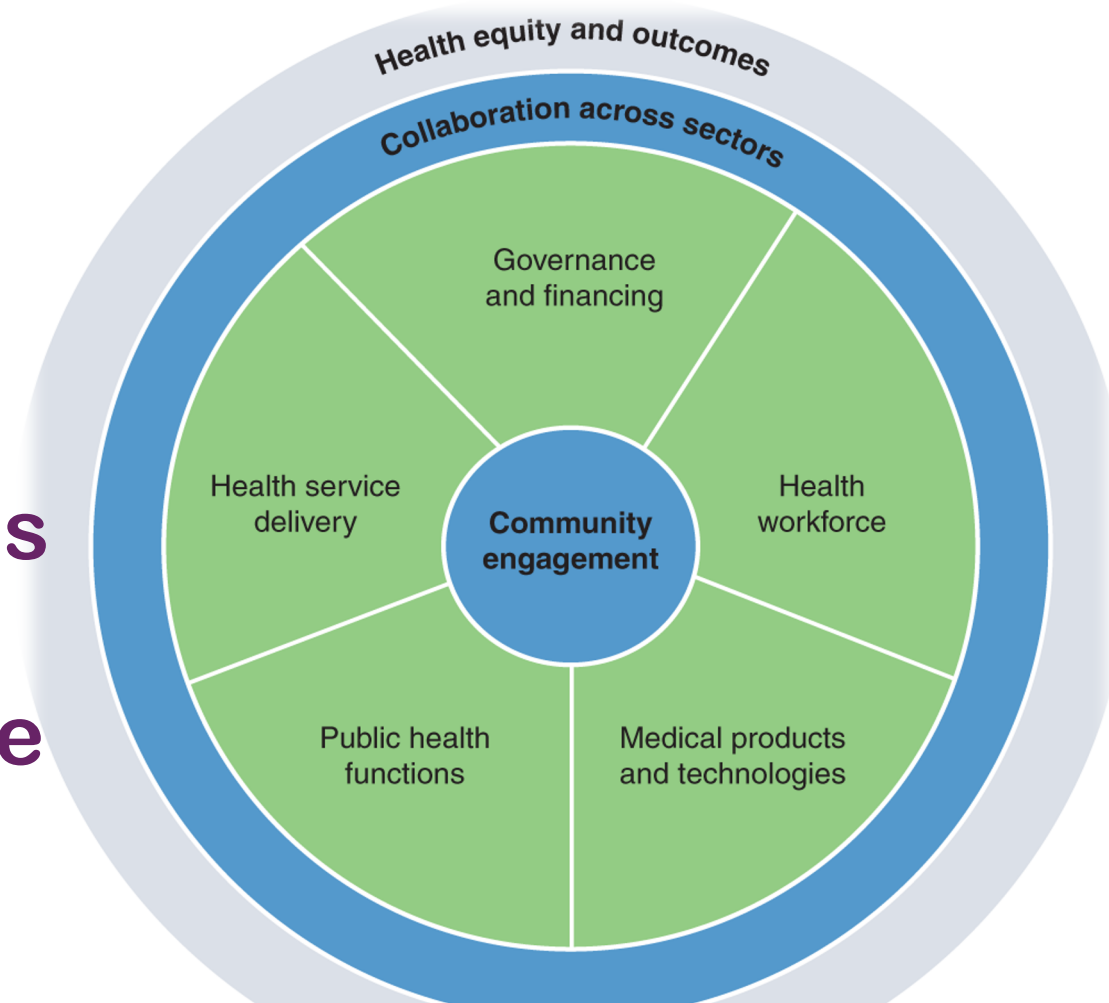 Health equity and outcomes
Collaboration across sectors
Governance
and financing
Health service
delivery
Health
workforce
Community
engagement
s
Public health
functions
Medical products
and technologies
e